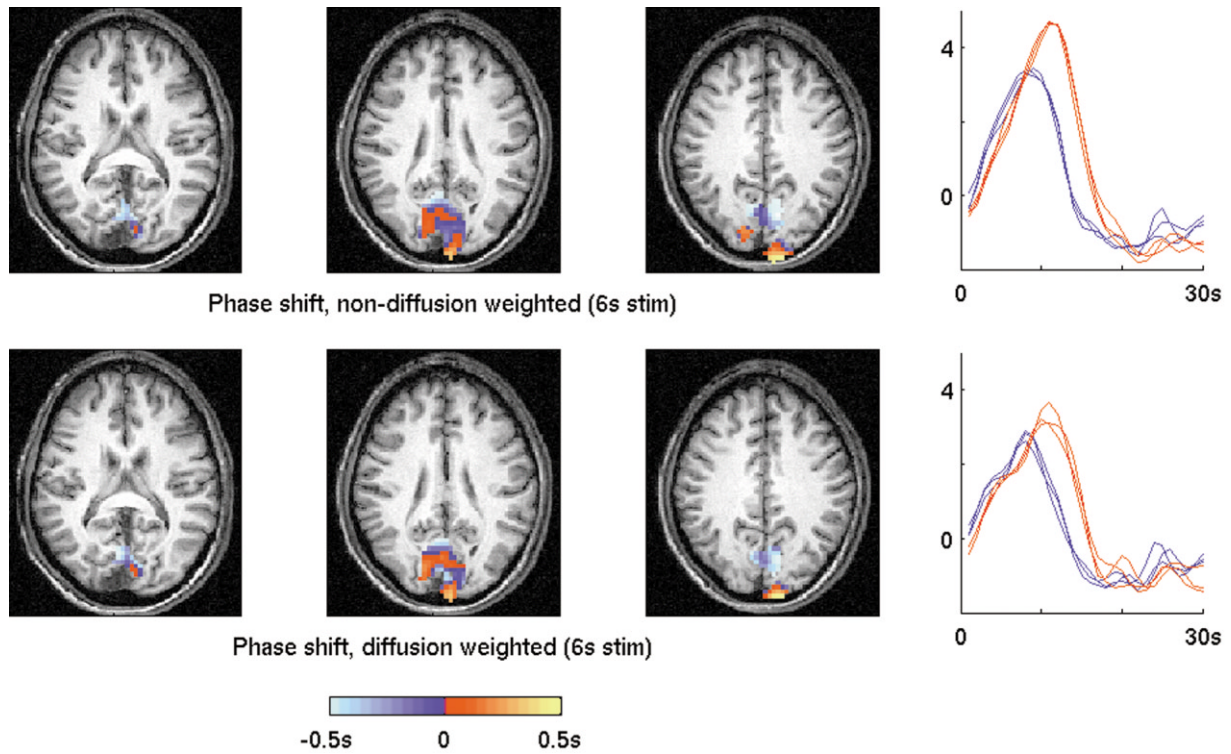 4
0
0
30s
Phase shift, non-diffusion weighted (6s stim)
4
0
0
30s
Phase shift, diffusion weighted (6s stim)
-0.5s
0
0.5s